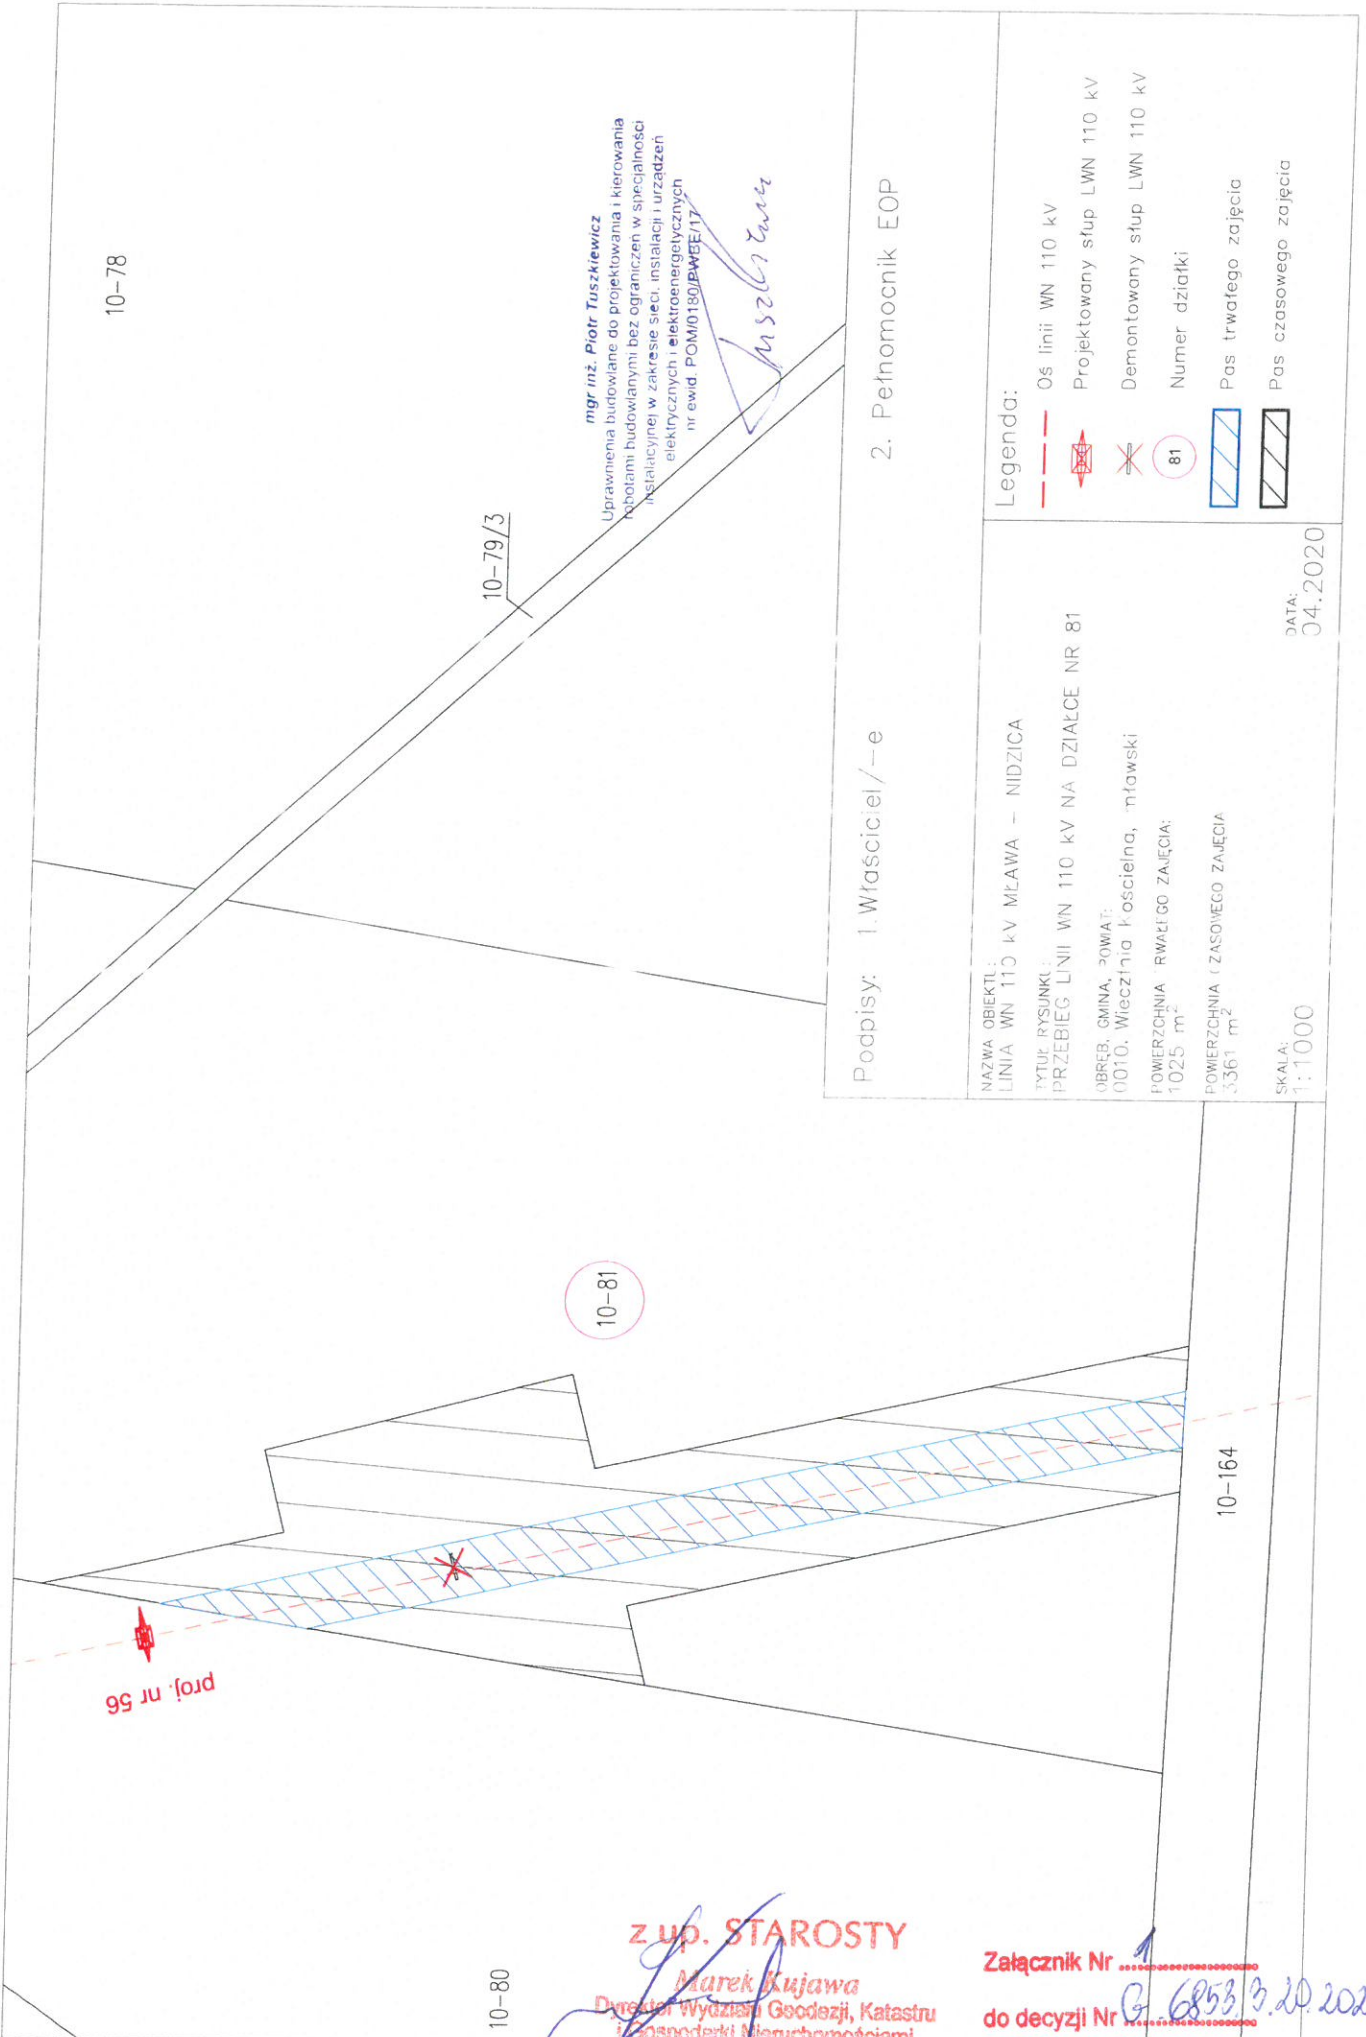 10-78
10-79/3
mgr inż. Piotr Tuszkiewicz
Uprawnienia budowlane do projektowania i kierowania
robotami budowlanymi bez ograniczeń w specjalności
instalacyjnej w zakresie sieci, instalacji i urządzeń
elektrycznych i elektroenergetycznych
nr ewid. POM/0180/PWBE/17
10-81
10-164
10-80
proj. nr 56
Podpisy: 1. Właściciel/-e
2. Pełnomocnik EOP
NAZWA OBIEKTU:
LINIA WN 110 kV MŁAWA - NIDZICA
TYTUŁ RYSUNKU:
PRZEBIEG LINII WN 110 kV NA DZIAŁCE NR 81
OBRĘB, GMINA, POWIAT:
0010, Wieczfnia Kościelna, mławski
POWIERZCHNIA TRWAŁEGO ZAJĘCIA:
1025 m²
POWIERZCHNIA CZASOWEGO ZAJĘCIA
3361 m²
SKALA:
1:1000
DATA:
04.2020
Legenda:
Oś linii WN 110 kV
Projektowany słup LWN 110 kV
Demontowany słup LWN 110 kV
81
Numer działki
Pas trwałego zajęcia
Pas czasowego zajęcia
z up. STAROSTY
Marek Kujawa
Dyrektor Wydziału Geodezji, Katastru
i Gospodarki Nieruchomościami
Załącznik Nr 1
do decyzji Nr G.6853.3.20.202